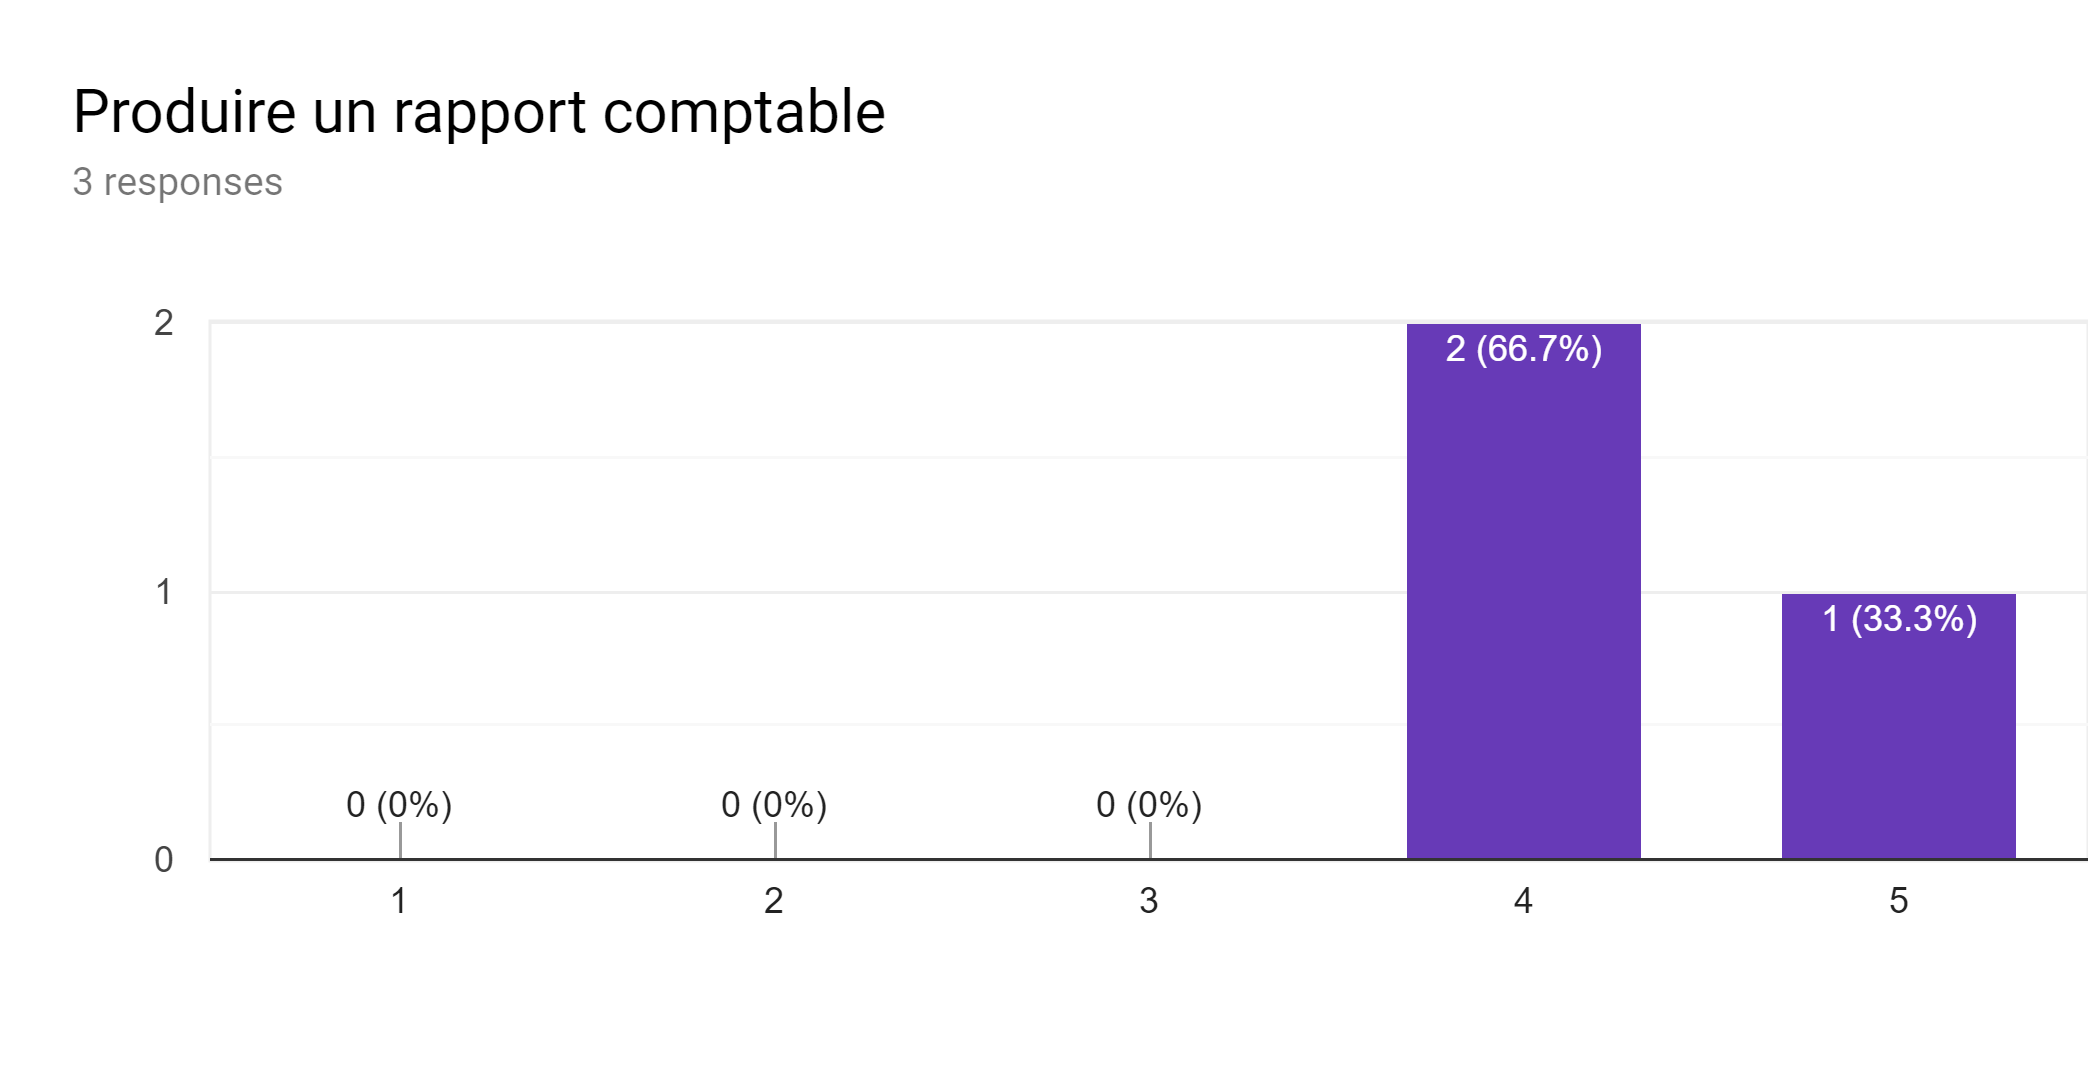 Produire un rapport comptable
3 responses
2
2 (66.7%)
1
1 (33.3%)
0 (0%) 0 (0%) 0 (0%)
0
1 2 3 4 5